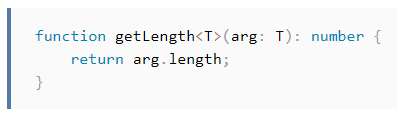 function getLength<T>(arg: T): number {
    return arg.length;
}